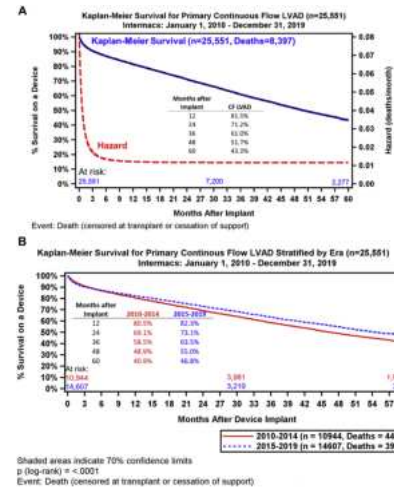 A
Kaplan-Meier Survival for Primary Continuous Flow LVAD (n=25,551)
Intermacs: January 1, 2010 - December 31, 2019
Kaplan-Meier Survival (n=25,551, Deaths=8,397)
% Survival on a Device
100%
90%
80%
70%
60%
50%
40%
30%
20%
10%
0%
Months after Implant CF LVAD
12 81.5%
24 71.2%
36 61.0%
48 51.7%
60 43.3%
Hazard
At risk:
25,551 7,200 2,277
Hazard (deaths/month)
0.08
0.07
0.06
0.05
0.04
0.03
0.02
0.01
0.00
0 3 6 9 12 15 18 21 24 27 30 33 36 39 42 45 48 51 54 57 60
Months After Implant
Event: Death (censored at transplant or cessation of support)
B
Kaplan-Meier Survival for Primary Continous Flow LVAD Stratified by Era (n=25,551)
Intermacs: January 1, 2010 - December 31, 2019
% Survival on a Device
100%
90%
80%
70%
60%
50%
40%
30%
20%
10%
0%
Months after Implant 2010-2014 2015-2019
12 80.5% 82.3%
24 69.1% 73.1%
36 58.5% 63.5%
48 48.6% 55.0%
60 40.9% 46.8%
At risk:
10,944 3,981
14,607 3,219
0 3 6 9 12 15 18 21 24 27 30 33 36 39 42 45 48 51 54 57
Months After Device Implant
2010-2014 (n = 10944, Deaths = 44
2015-2019 (n = 14607, Deaths = 39
Shaded areas indicate 70% confidence limits
p (log-rank) = <.0001
Event: Death (censored at transplant or cessation of support)